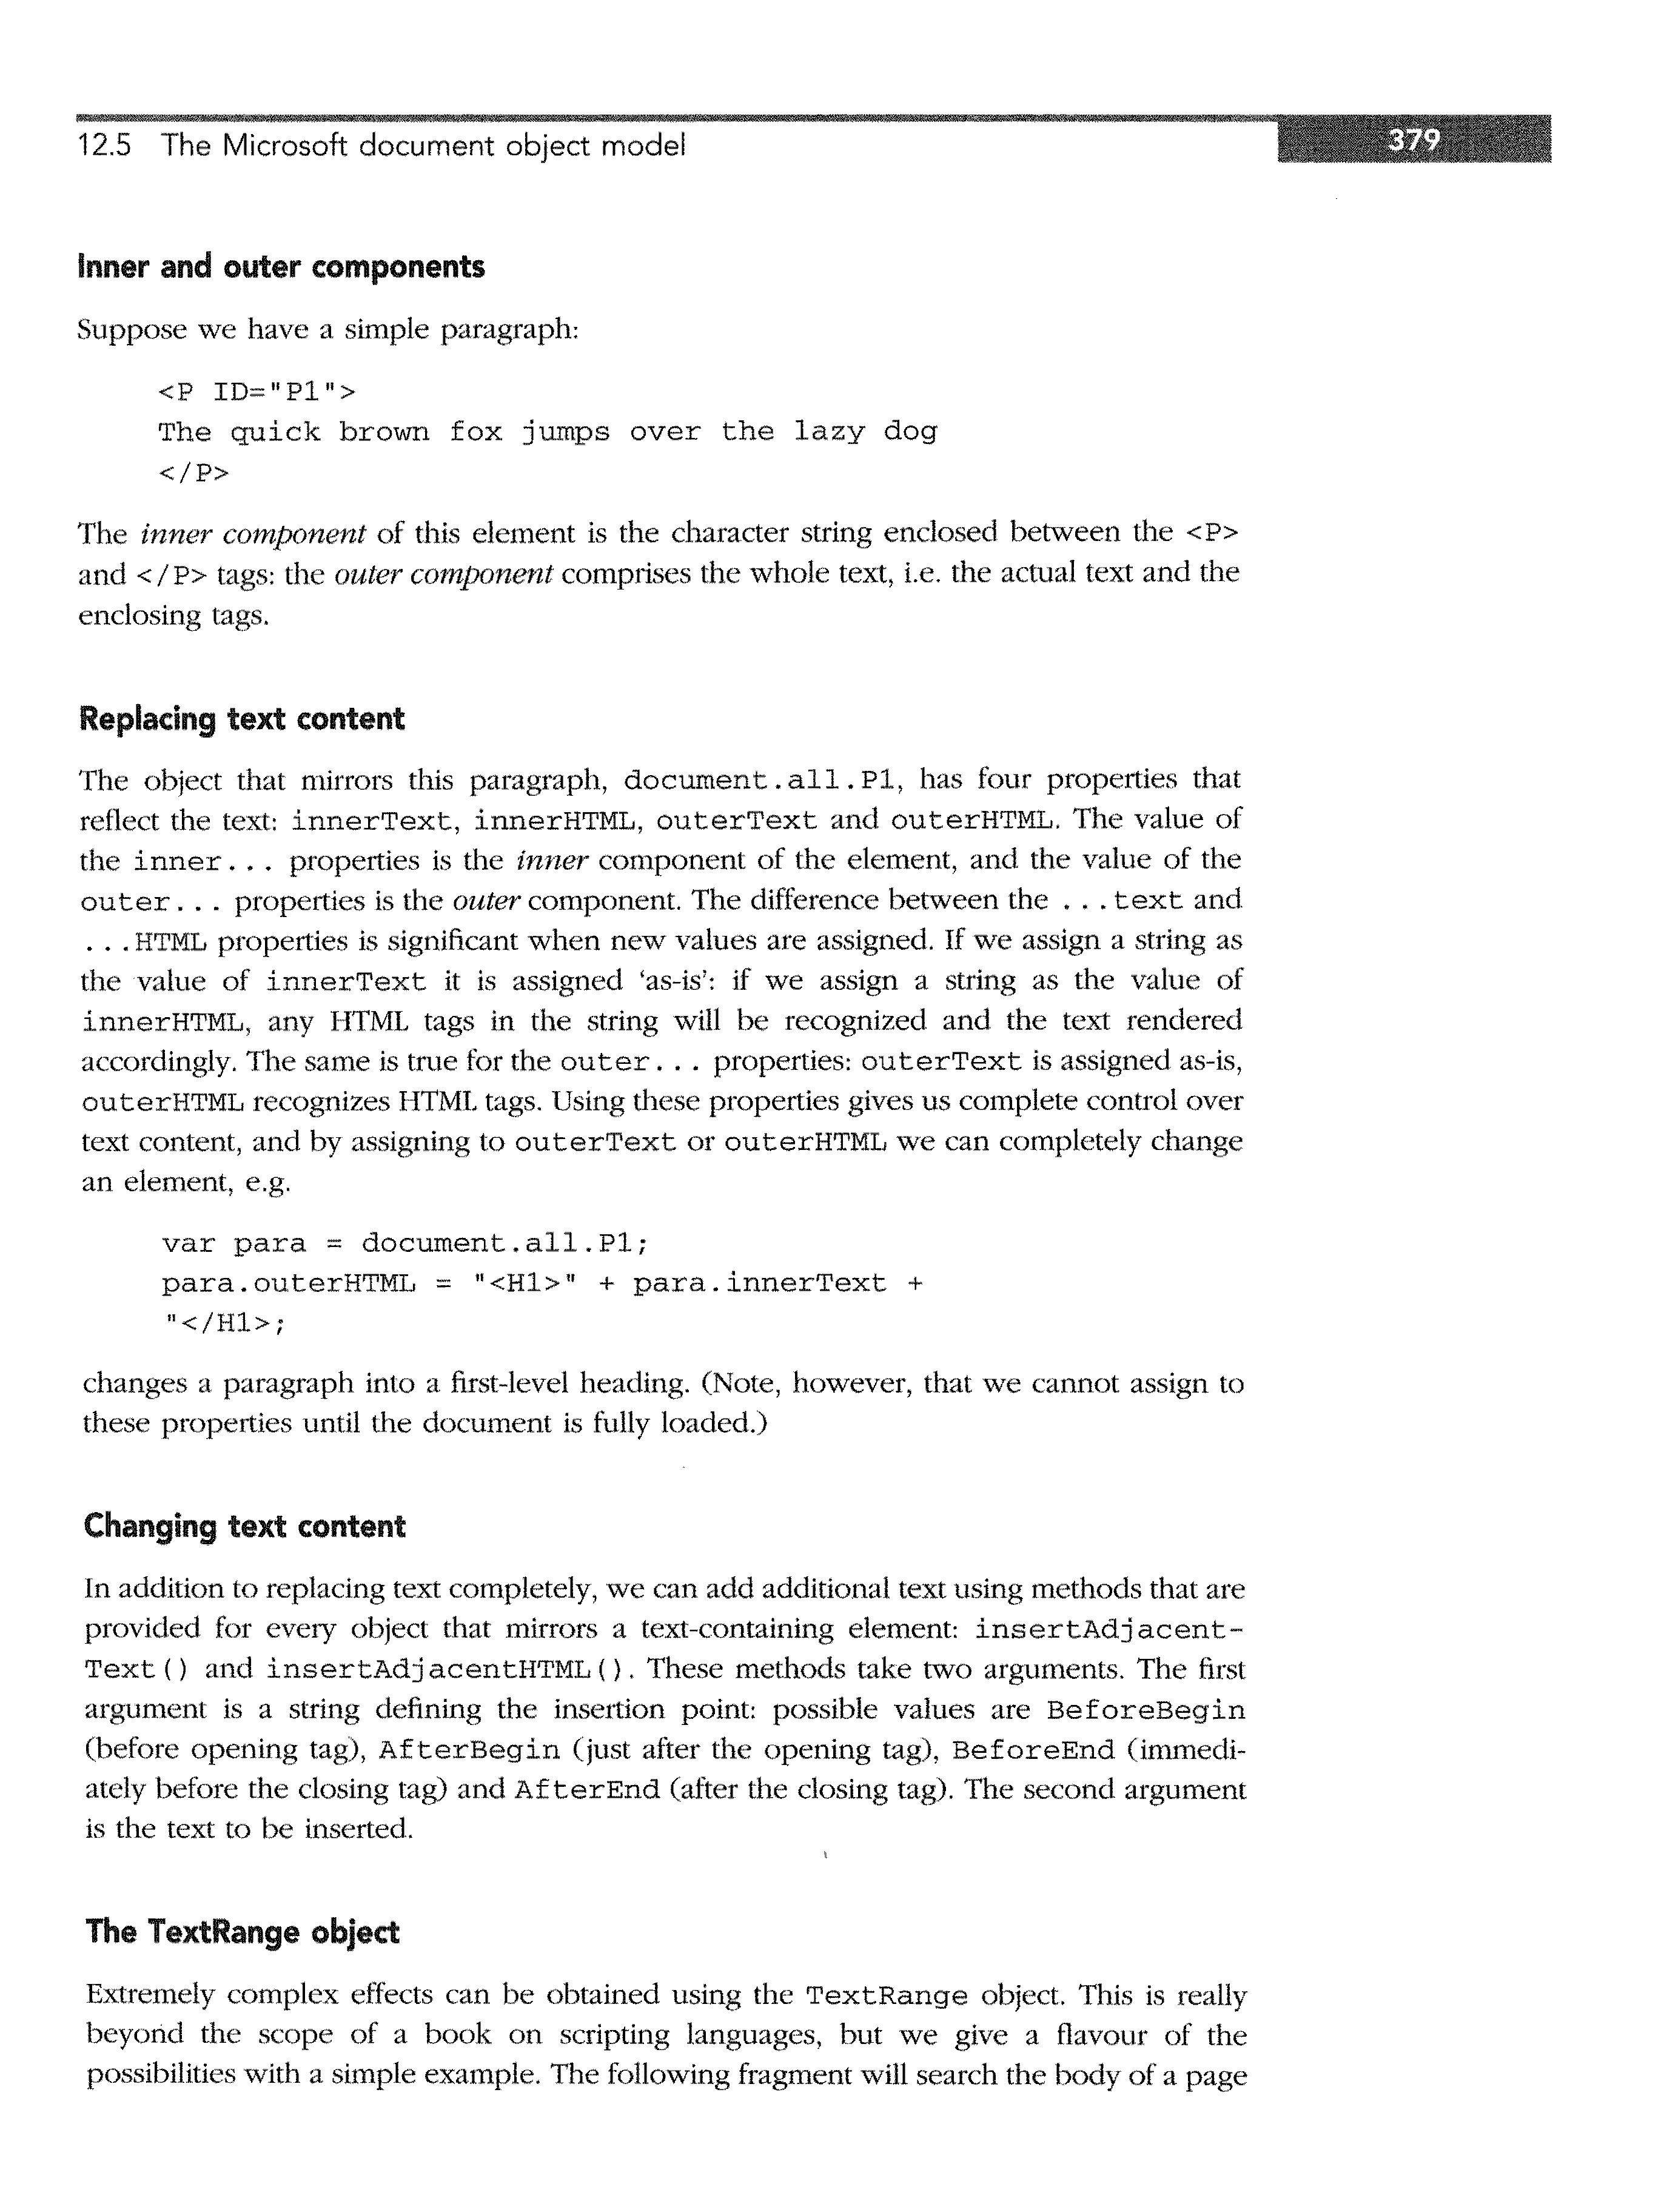 12.5 The Microsoft document object model
379
Inner and outer components
Suppose we have a simple paragraph:
<P ID="P1">
The quick brown fox jumps over the lazy dog
</P>
The inner component of this element is the character string enclosed between the <P>
and </P> tags: the outer component comprises the whole text, i.e. the actual text and the
enclosing tags.
Replacing text content
The object that mirrors this paragraph, document.all.P1, has four properties that
reflect the text: innerText, innerHTML, outerText and outerHTML. The value of
the inner... properties is the inner component of the element, and the value of the
outer... properties is the outer component. The difference between the ...text and
...HTML properties is significant when new values are assigned. If we assign a string as
the value of innerText it is assigned ‘as-is’: if we assign a string as the value of
innerHTML, any HTML tags in the string will be recognized and the text rendered
accordingly. The same is true for the outer... properties: outerText is assigned as-is,
outerHTML recognizes HTML tags. Using these properties gives us complete control over
text content, and by assigning to outerText or outerHTML we can completely change
an element, e.g.
var para = document.all.P1;
para.outerHTML = "<H1>" + para.innerText +
"</H1>;
changes a paragraph into a first-level heading. (Note, however, that we cannot assign to
these properties until the document is fully loaded.)
Changing text content
In addition to replacing text completely, we can add additional text using methods that are
provided for every object that mirrors a text-containing element: insertAdjacent-
Text() and insertAdjacentHTML(). These methods take two arguments. The first
argument is a string defining the insertion point: possible values are BeforeBegin
(before opening tag), AfterBegin (just after the opening tag), BeforeEnd (immedi-
ately before the closing tag) and AfterEnd (after the closing tag). The second argument
is the text to be inserted.
The TextRange object
Extremely complex effects can be obtained using the TextRange object. This is really
beyond the scope of a book on scripting languages, but we give a flavour of the
possibilities with a simple example. The following fragment will search the body of a page